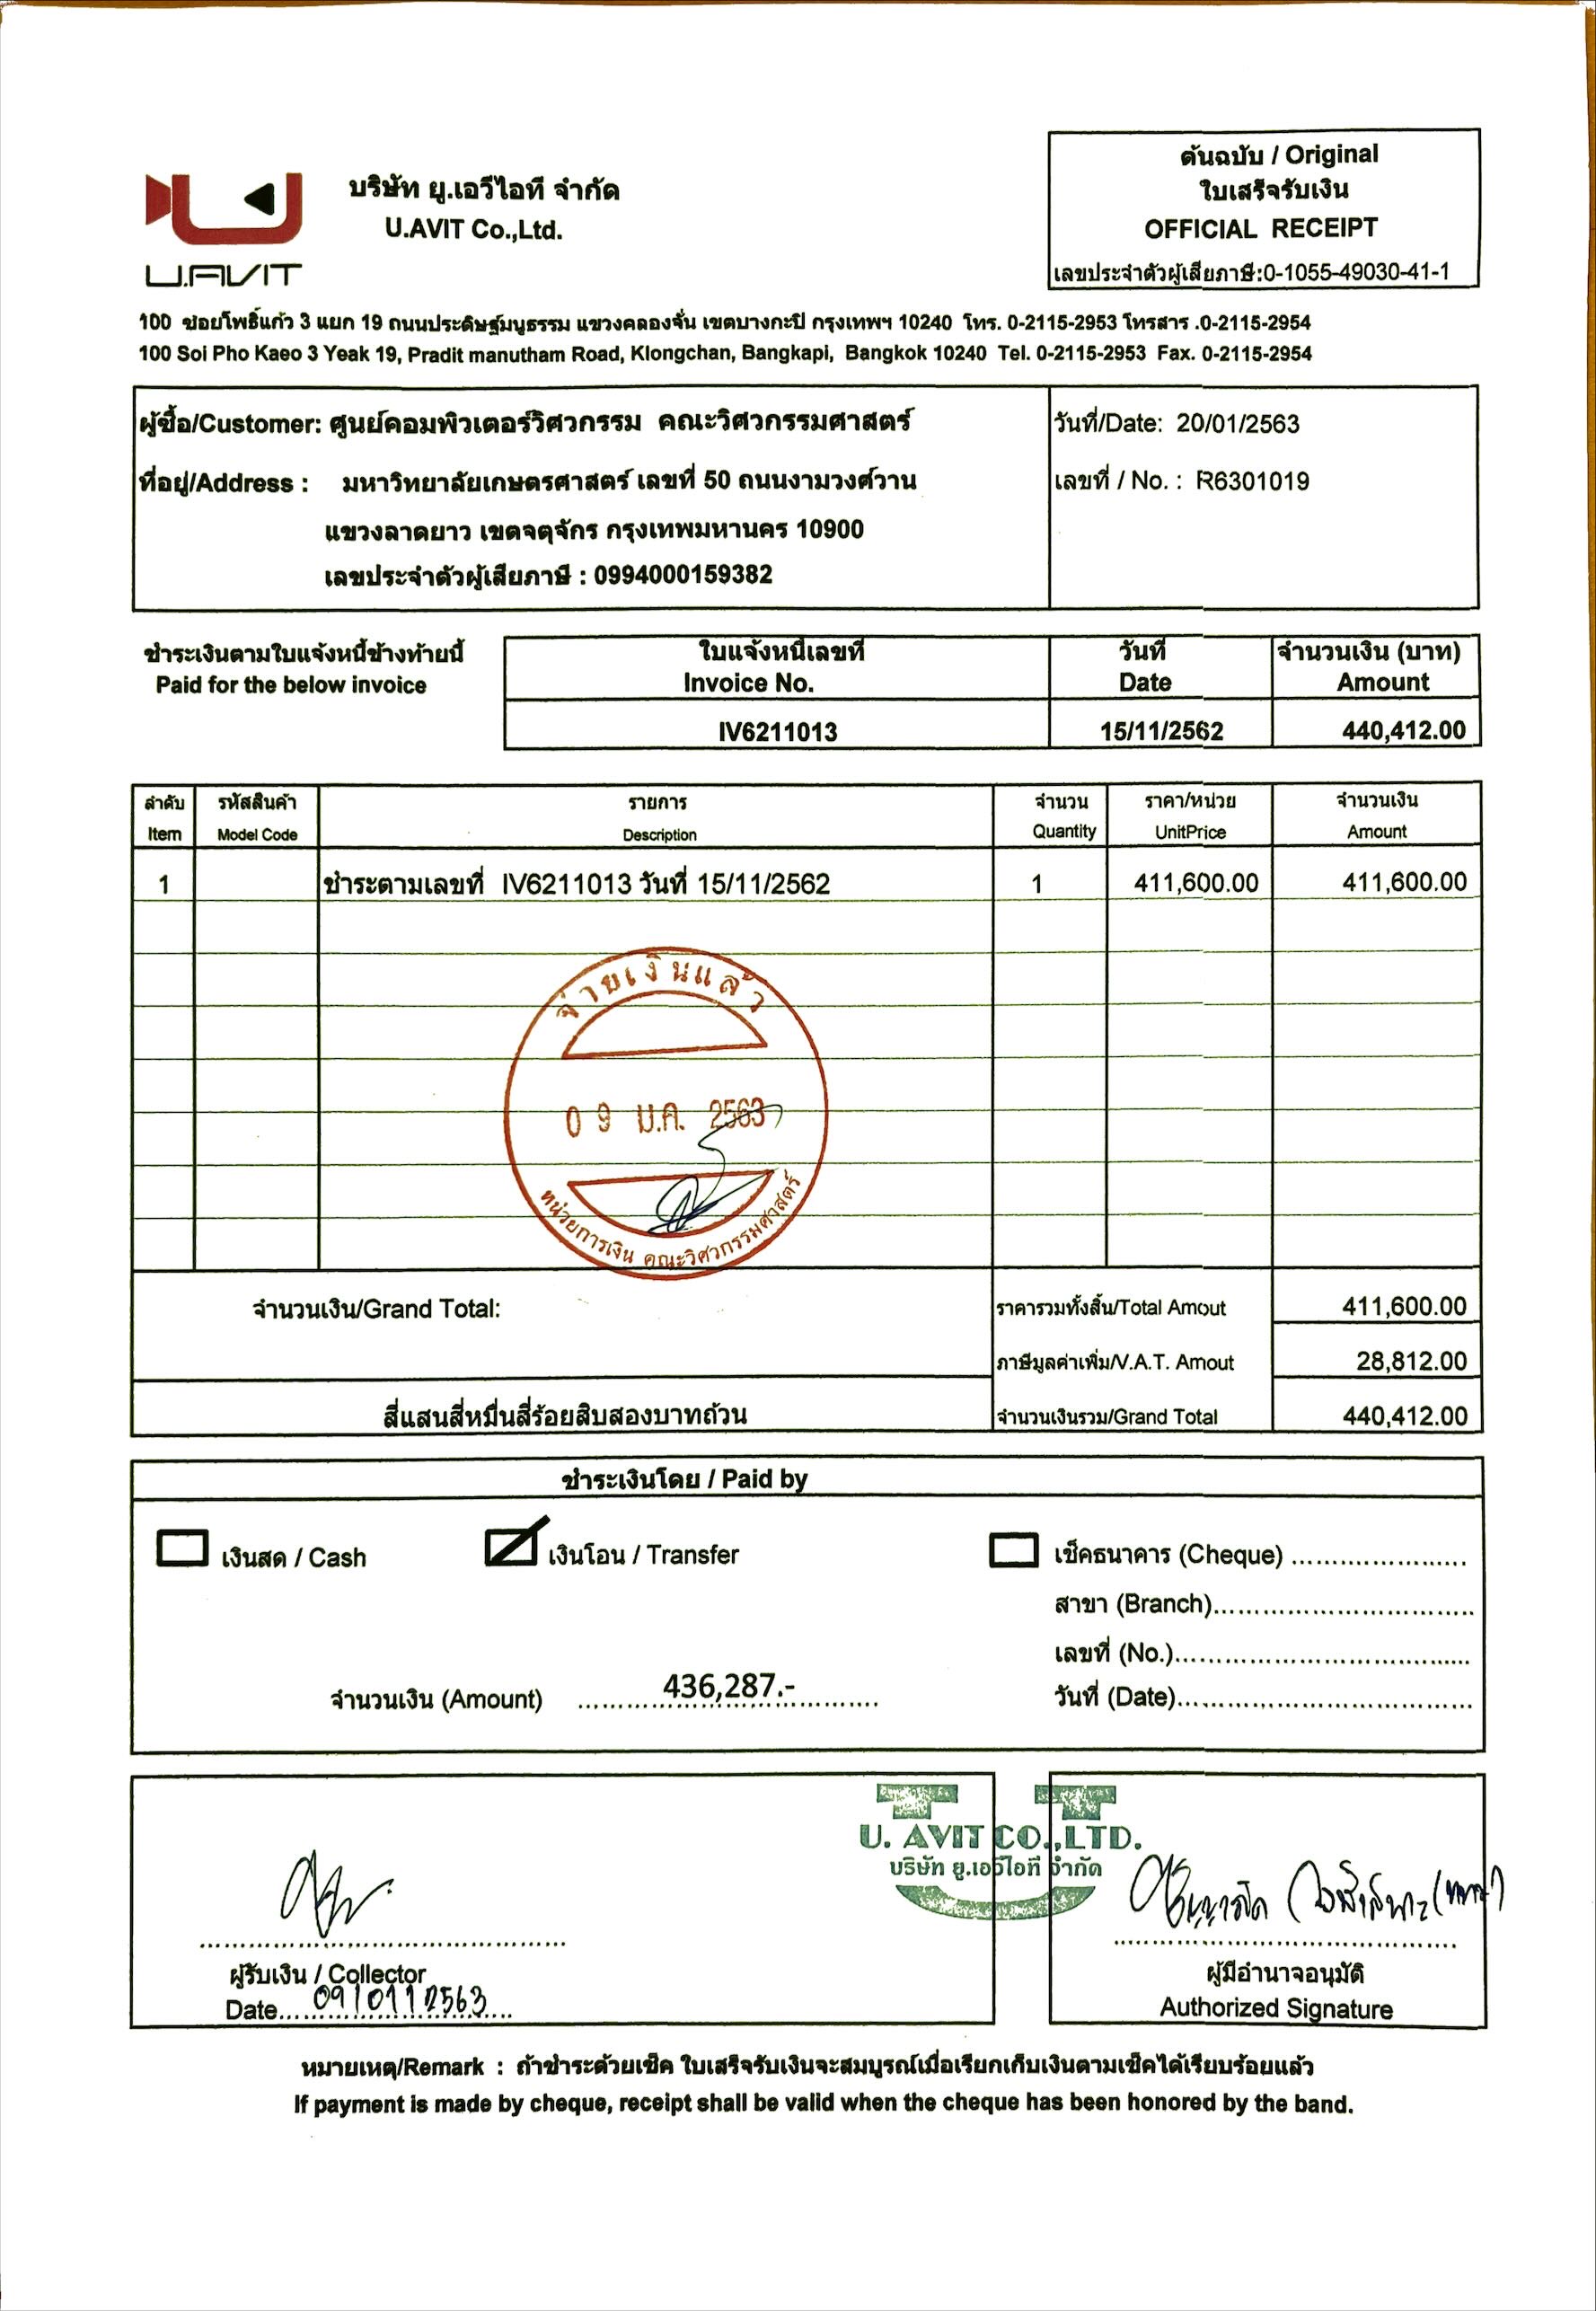 ต้นฉบับ / Original
ใบเสร็จรับเงิน
OFFICIAL RECEIPT
เลขประจำตัวผู้เสียภาษี:0-1055-49030-41-1
บริษัท ยู.เอวีไอที จำกัด
U.AVIT Co.,Ltd.
U.AVIT
100 ซอยโพธิ์แก้ว 3 แยก 19 ถนนประดิษฐ์มนูธรรม แขวงคลองจั่น เขตบางกะปิ กรุงเทพฯ 10240 โทร. 0-2115-2953 โทรสาร .0-2115-2954
100 Soi Pho Kaeo 3 Yeak 19, Pradit manutham Road, Klongchan, Bangkapi, Bangkok 10240 Tel. 0-2115-2953 Fax. 0-2115-2954
ผู้ซื้อ/Customer: ศูนย์คอมพิวเตอร์วิศวกรรม คณะวิศวกรรมศาสตร์
วันที่/Date: 20/01/2563
ที่อยู่/Address : มหาวิทยาลัยเกษตรศาสตร์ เลขที่ 50 ถนนงามวงศ์วาน
เลขที่ / No. : R6301019
แขวงลาดยาว เขตจตุจักร กรุงเทพมหานคร 10900
เลขประจำตัวผู้เสียภาษี : 0994000159382
ชำระเงินตามใบแจ้งหนี้ข้างท้ายนี้
Paid for the below invoice
ใบแจ้งหนี้เลขที่ วันที่ จำนวนเงิน (บาท)
Invoice No. Date Amount
IV6211013 15/11/2562 440,412.00
ลำดับ รหัสสินค้า รายการ จำนวน ราคา/หน่วย จำนวนเงิน
Item Model Code Description Quantity UnitPrice Amount
1 ชำระตามเลขที่ IV6211013 วันที่ 15/11/2562 1 411,600.00 411,600.00
จ่ายเงินแล้ว
09 ม.ค. 2563
หน่วยการเงิน คณะวิศวกรรมศาสตร์
จำนวนเงิน/Grand Total: ราคารวมทั้งสิ้น/Total Amout 411,600.00
ภาษีมูลค่าเพิ่ม/V.A.T. Amout 28,812.00
สี่แสนสี่หมื่นสี่ร้อยสิบสองบาทถ้วน จำนวนเงินรวม/Grand Total 440,412.00
ชำระเงินโดย / Paid by
เงินสด / Cash เงินโอน / Transfer เช็คธนาคาร (Cheque) ......................
สาขา (Branch)................................
เลขที่ (No.)....................................
จำนวนเงิน (Amount) 436,287.- วันที่ (Date)....................................
U. AVIT CO.,LTD.
บริษัท ยู.เอวีไอที จำกัด
ผู้รับเงิน / Collector
Date 09/01/2563
ผู้มีอำนาจอนุมัติ
Authorized Signature
หมายเหตุ/Remark : ถ้าชำระด้วยเช็ค ใบเสร็จรับเงินจะสมบูรณ์เมื่อเรียกเก็บเงินตามเช็คได้เรียบร้อยแล้ว
If payment is made by cheque, receipt shall be valid when the cheque has been honored by the band.